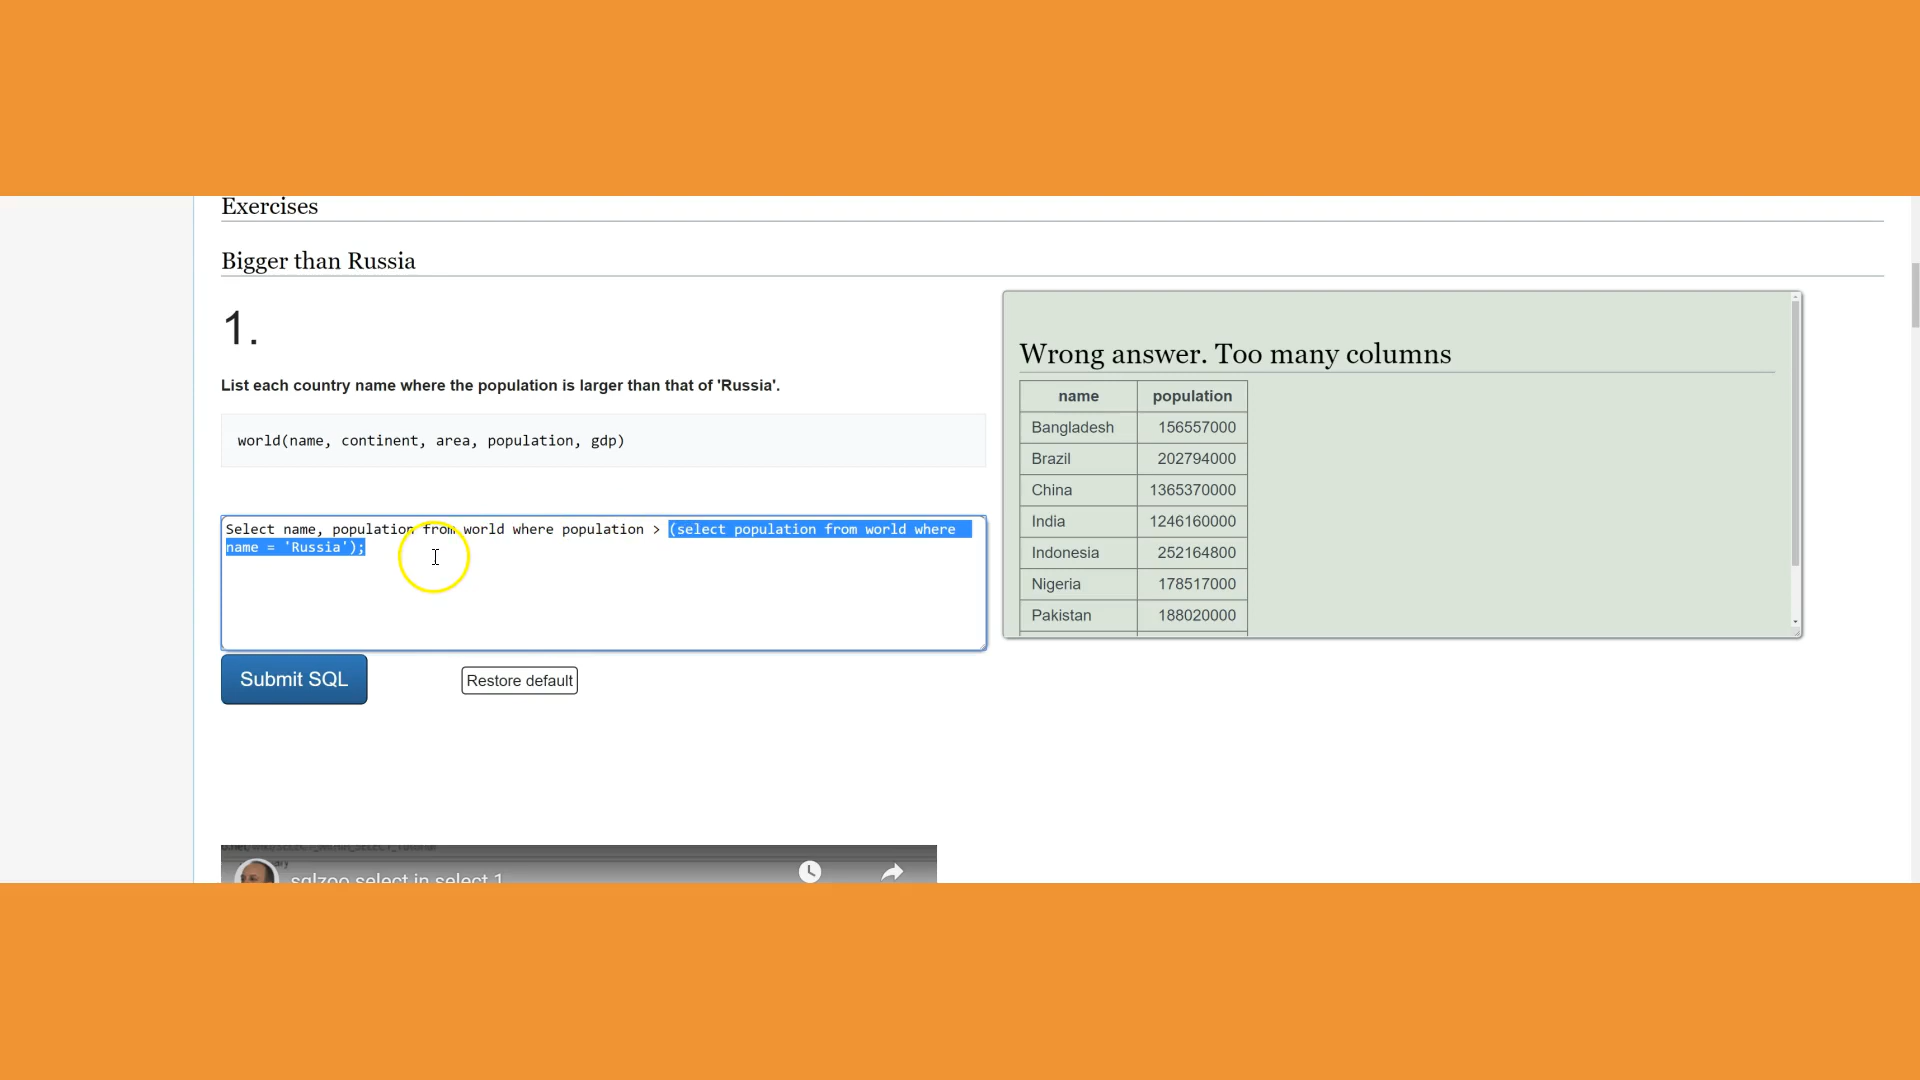 Exercises
Bigger than Russia
1.
List each country name where the population is larger than that of 'Russia'.
world(name, continent, area, population, gdp)
Select name, population from world where population > (select population from world where
name = 'Russia');
Submit SQL
Restore default
Wrong answer. Too many columns
name population
Bangladesh 156557000
Brazil 202794000
China 1365370000
India 1246160000
Indonesia 252164800
Nigeria 178517000
Pakistan 188020000
sqlzoo select in select 1